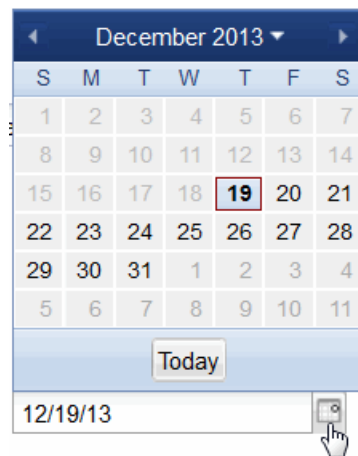 December 2013
S M T W T F S
1 2 3 4 5 6 7
8 9 10 11 12 13 14
15 16 17 18 19 20 21
22 23 24 25 26 27 28
29 30 31 1 2 3 4
5 6 7 8 9 10 11
Today
12/19/13